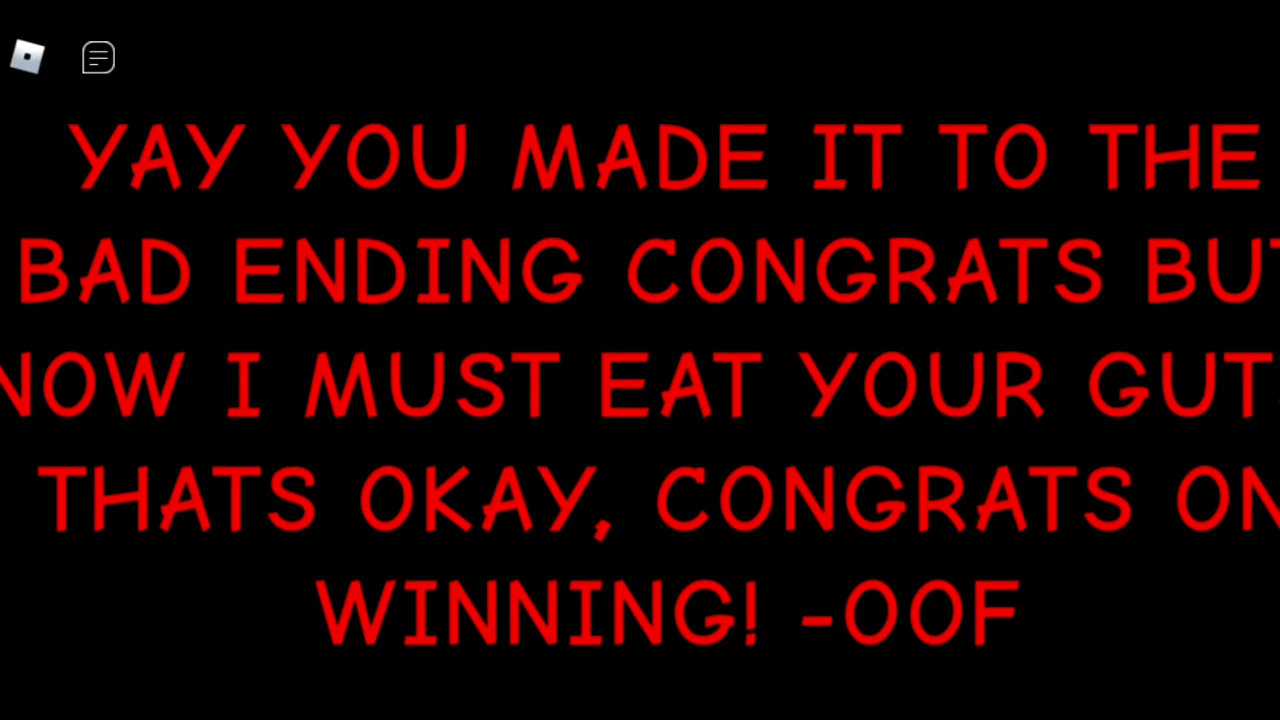 YAY YOU MADE IT TO THE
BAD ENDING CONGRATS BUT
NOW I MUST EAT YOUR GUT
THATS OKAY, CONGRATS ON
WINNING! -OOF